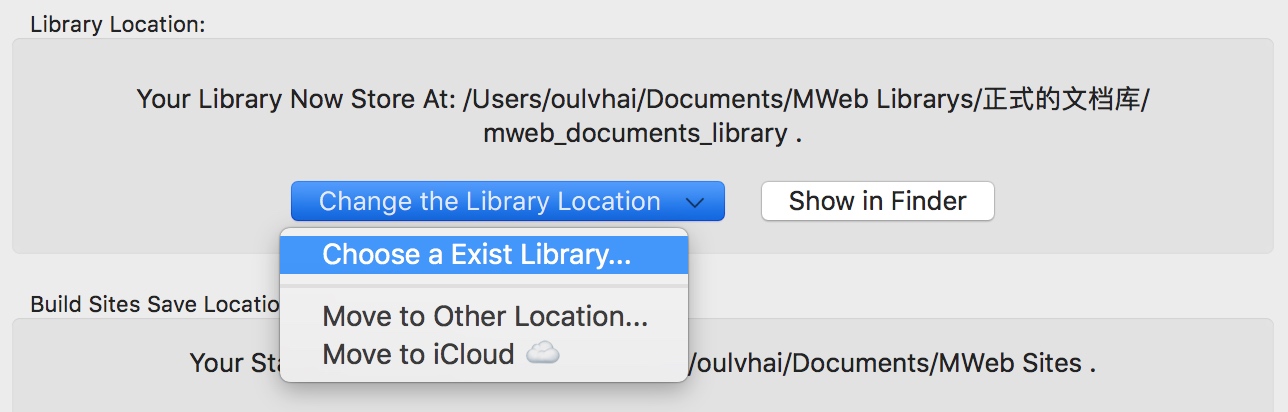 Library Location:
Your Library Now Store At: /Users/oulvhai/Documents/MWeb Librarys/正式的文档库/
mweb_documents_library .
Change the Library Location
Show in Finder
Choose a Exist Library...
Move to Other Location...
Move to iCloud ☁️
Build Sites Save Locatio
Your Sta
/oulvhai/Documents/MWeb Sites .